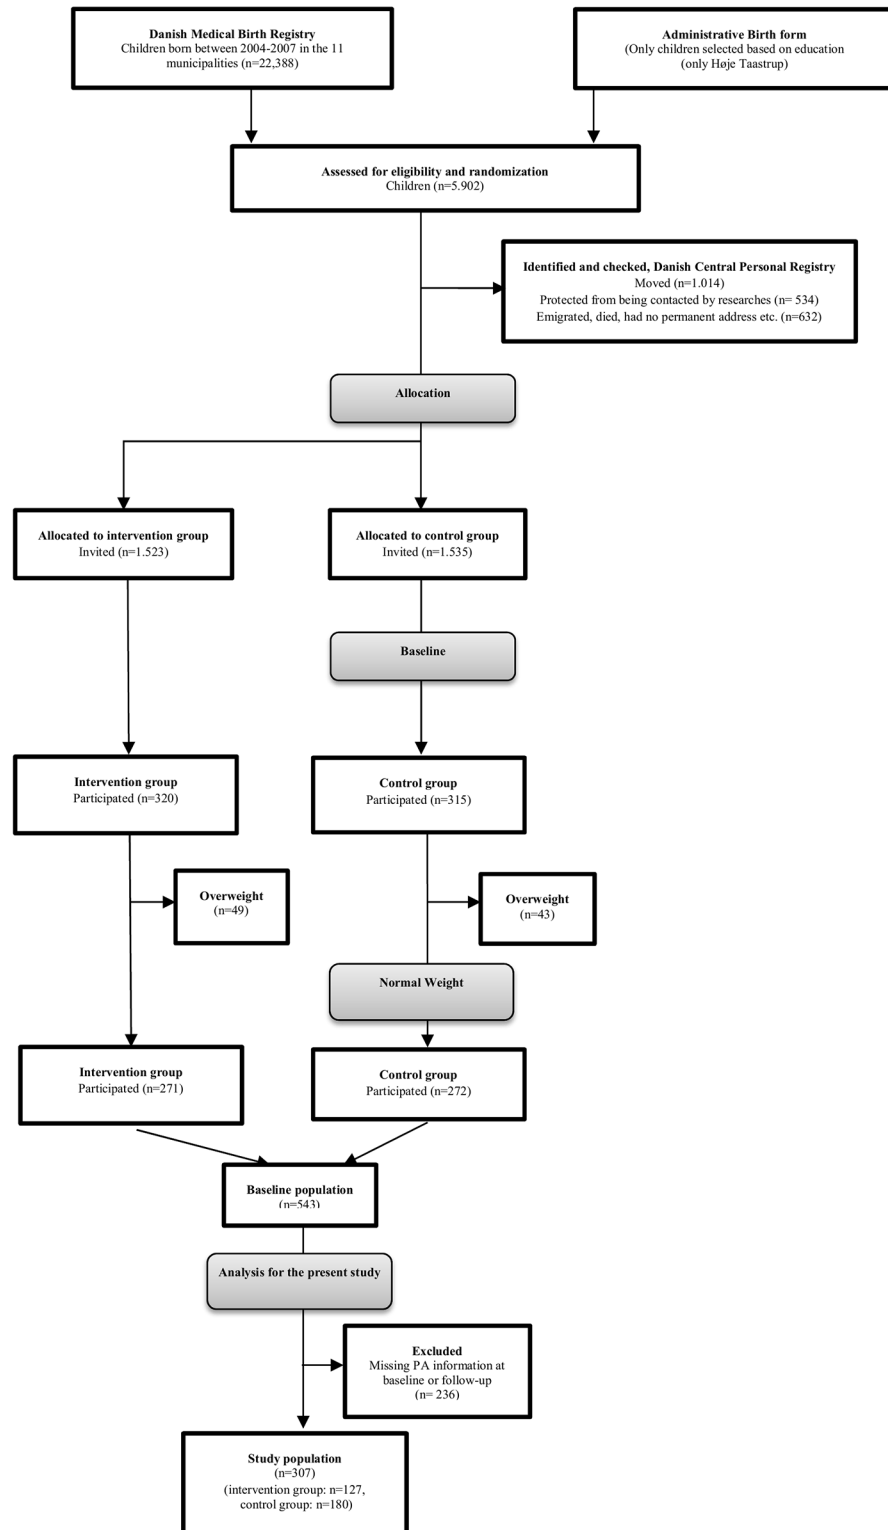 Danish Medical Birth Registry
Children born between 2004-2007 in the 11
municipalities (n=22,388)
Administrative Birth form
(Only children selected based on education
(only Høje Taastrup)
Assessed for eligibility and randomization
Children (n=5.902)
Identified and checked, Danish Central Personal Registry
Moved (n=1.014)
Protected from being contacted by researches (n= 534)
Emigrated, died, had no permanent address etc. (n=632)
Allocation
Allocated to intervention group
Invited (n=1.523)
Allocated to control group
Invited (n=1.535)
Baseline
Intervention group
Participated (n=320)
Control group
Participated (n=315)
Overweight
(n=49)
Overweight
(n=43)
Normal Weight
Intervention group
Participated (n=271)
Control group
Participated (n=272)
Baseline population
(n=543)
Analysis for the present study
Excluded
Missing PA information at
baseline or follow-up
(n= 236)
Study population
(n=307)
(intervention group: n=127,
control group: n=180)